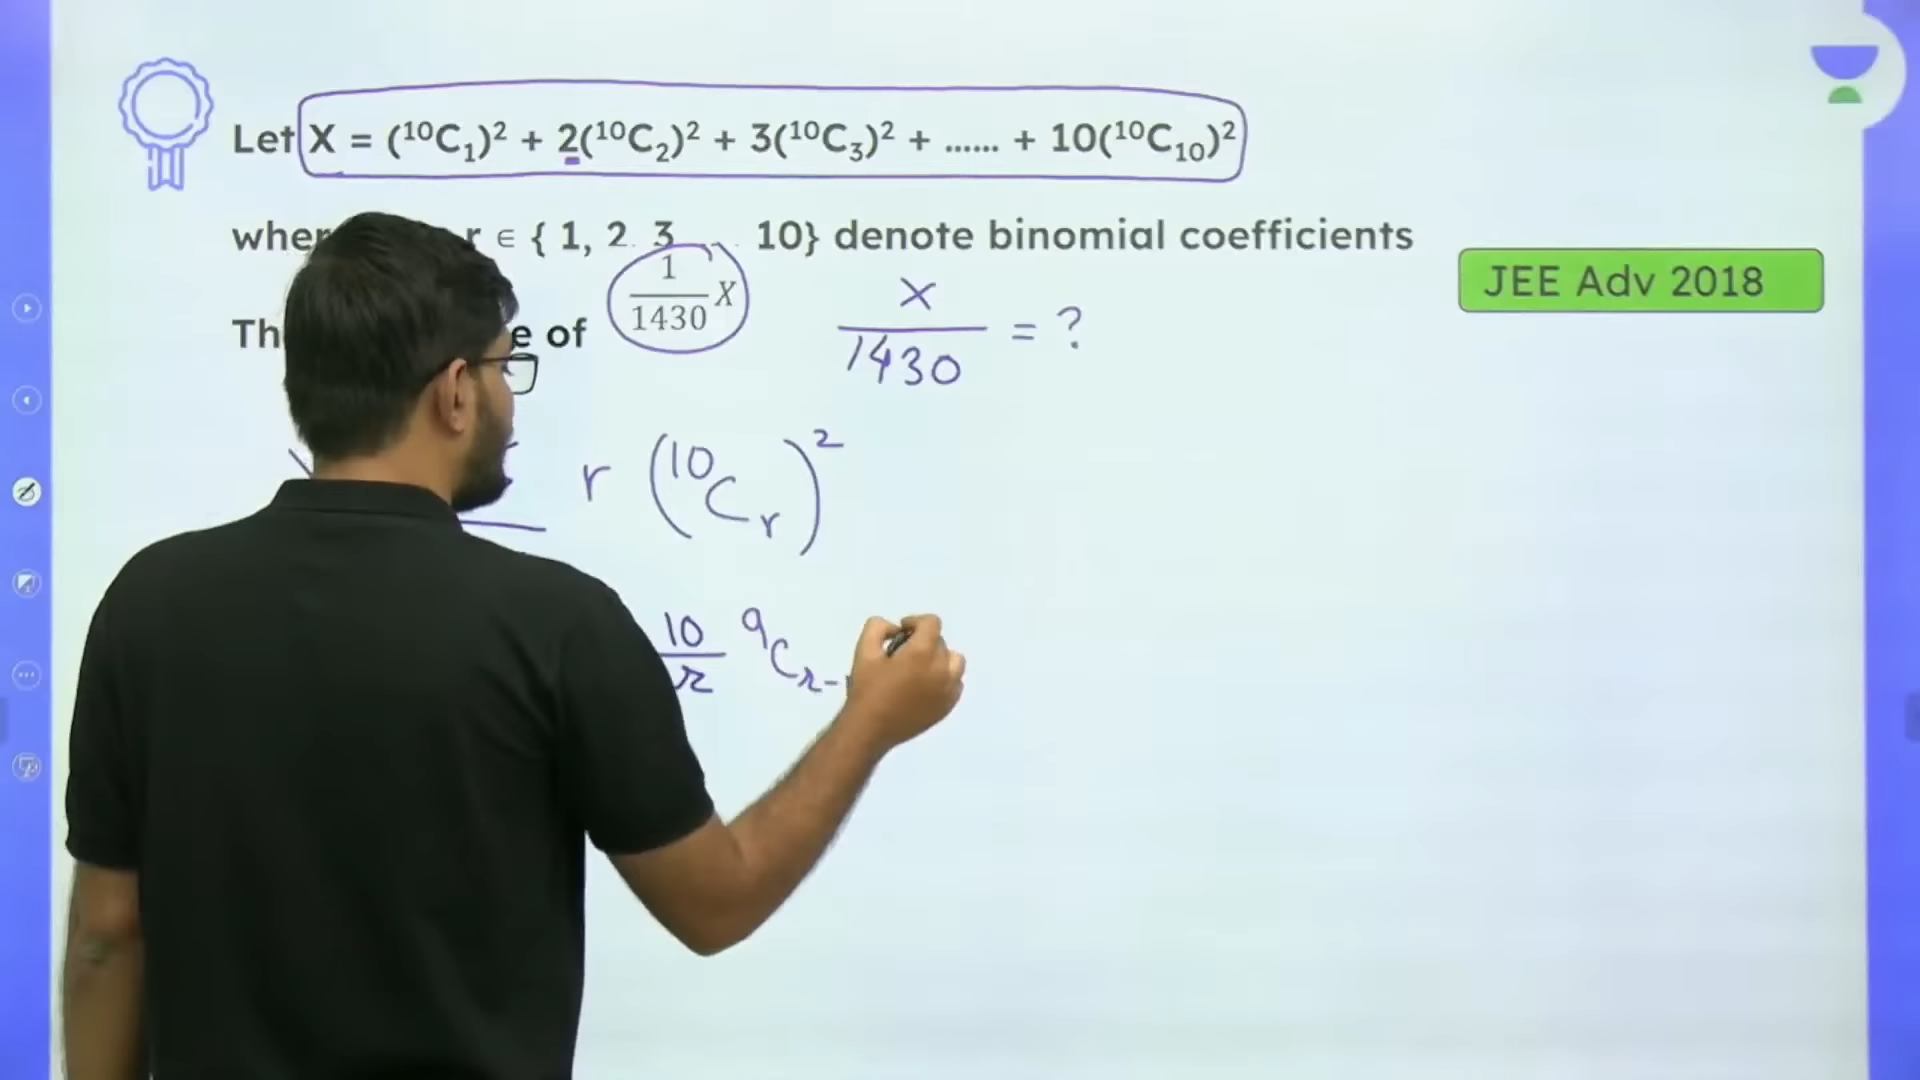 Let X = (¹⁰C₁)² + 2(¹⁰C₂)² + 3(¹⁰C₃)² + ...... + 10(¹⁰C₁₀)²
r ∈ { 1, 2, 3, 10} denote binomial coefficients
JEE Adv 2018
of 1/1430 X
X/1430 = ?
r (¹⁰Cᵣ)²
10/r ⁹Cᵣ₋